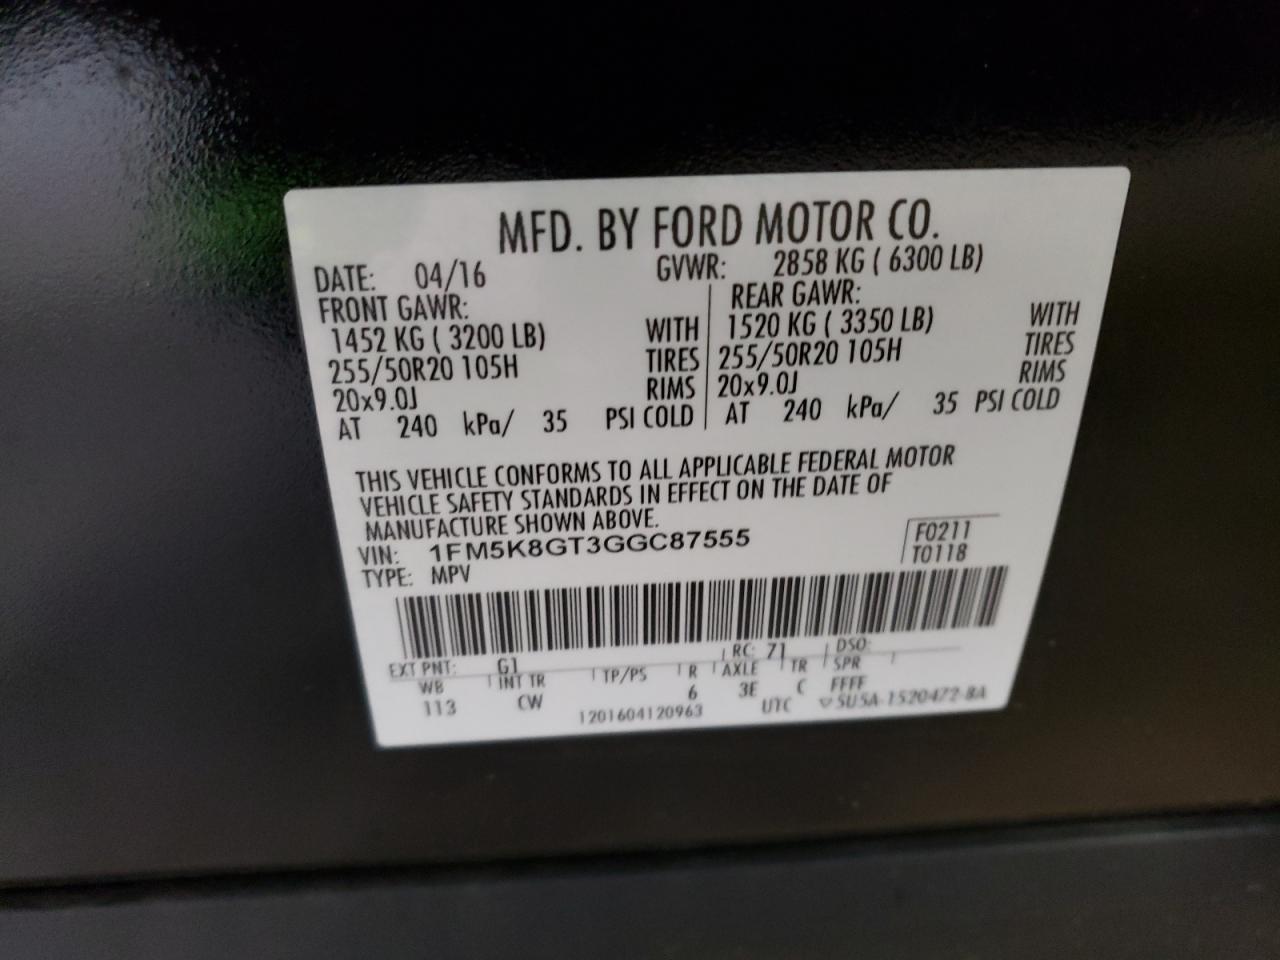 MFD. BY FORD MOTOR CO.
DATE: 04/16 GVWR: 2858 KG ( 6300 LB)
FRONT GAWR: REAR GAWR:
1452 KG ( 3200 LB) WITH 1520 KG ( 3350 LB) WITH
255/50R20 105H TIRES 255/50R20 105H TIRES
20x9.0J RIMS 20x9.0J RIMS
AT 240 kPa/ 35 PSI COLD AT 240 kPa/ 35 PSI COLD
THIS VEHICLE CONFORMS TO ALL APPLICABLE FEDERAL MOTOR
VEHICLE SAFETY STANDARDS IN EFFECT ON THE DATE OF
MANUFACTURE SHOWN ABOVE.
VIN: 1FM5K8GT3GGC87555 F0211
TYPE: MPV T0118
EXT PNT: G1 RC: 71 DSO:
WB INT TR TP/PS R AXLE TR SPR
113 CW 6 3E C FFFF
1201604120963 UTC ▽5U5A-1520472-BA